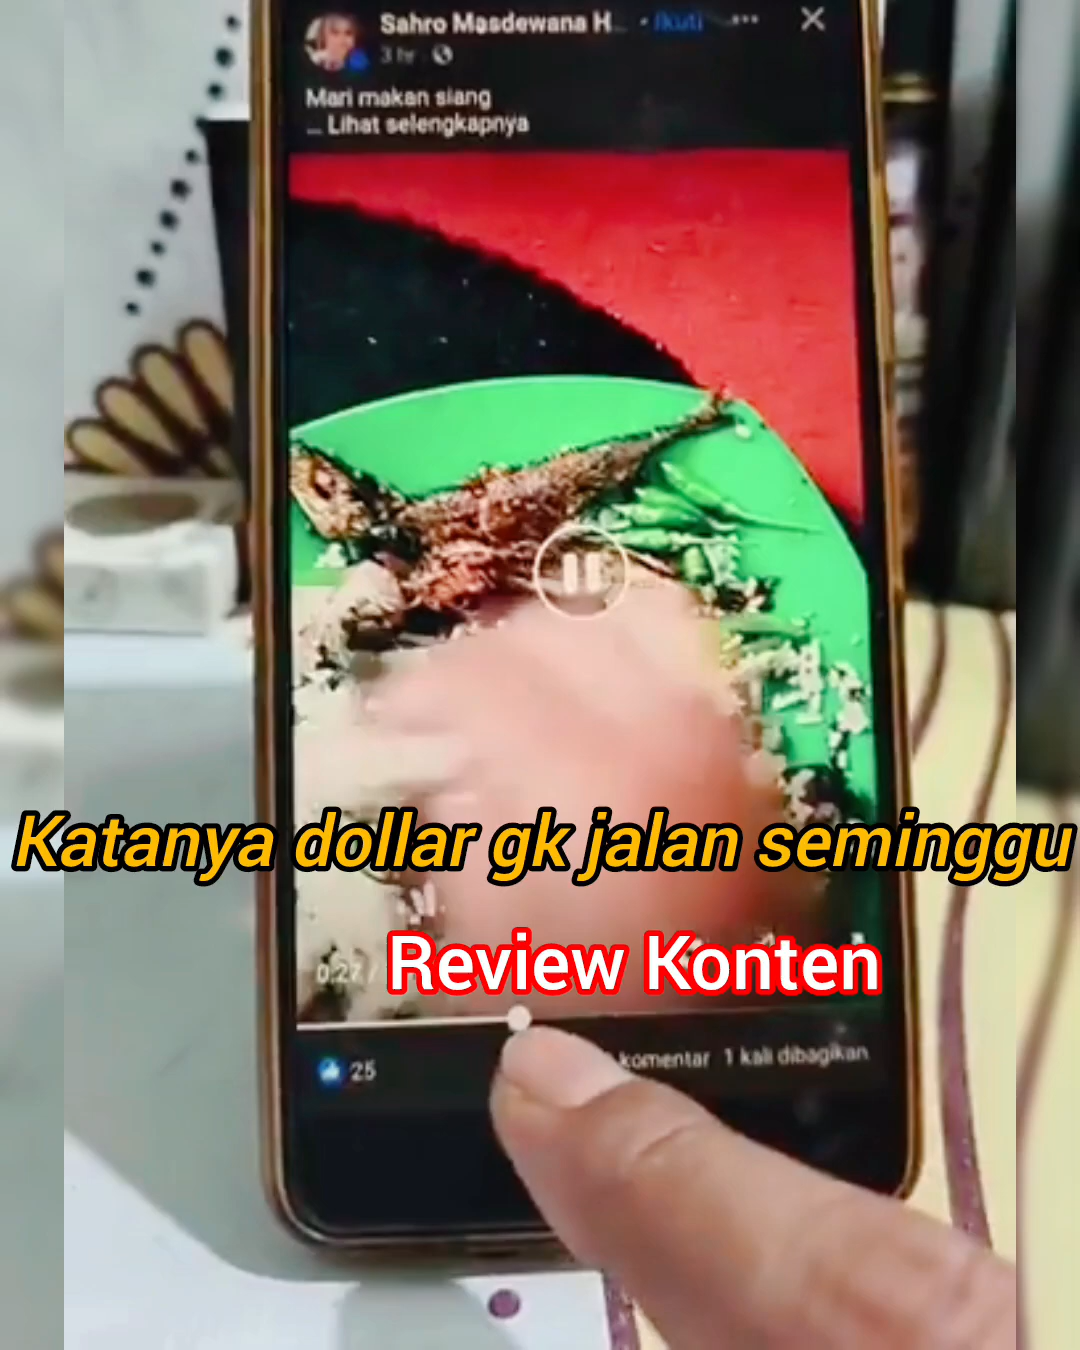 Sahro Masdewana H... • Ikuti
3 hr
Mari makan siang
... Lihat selengkapnya
Katanya dollar gk jalan seminggu
Review Konten
0:27 /
25
komentar 1 kali dibagikan